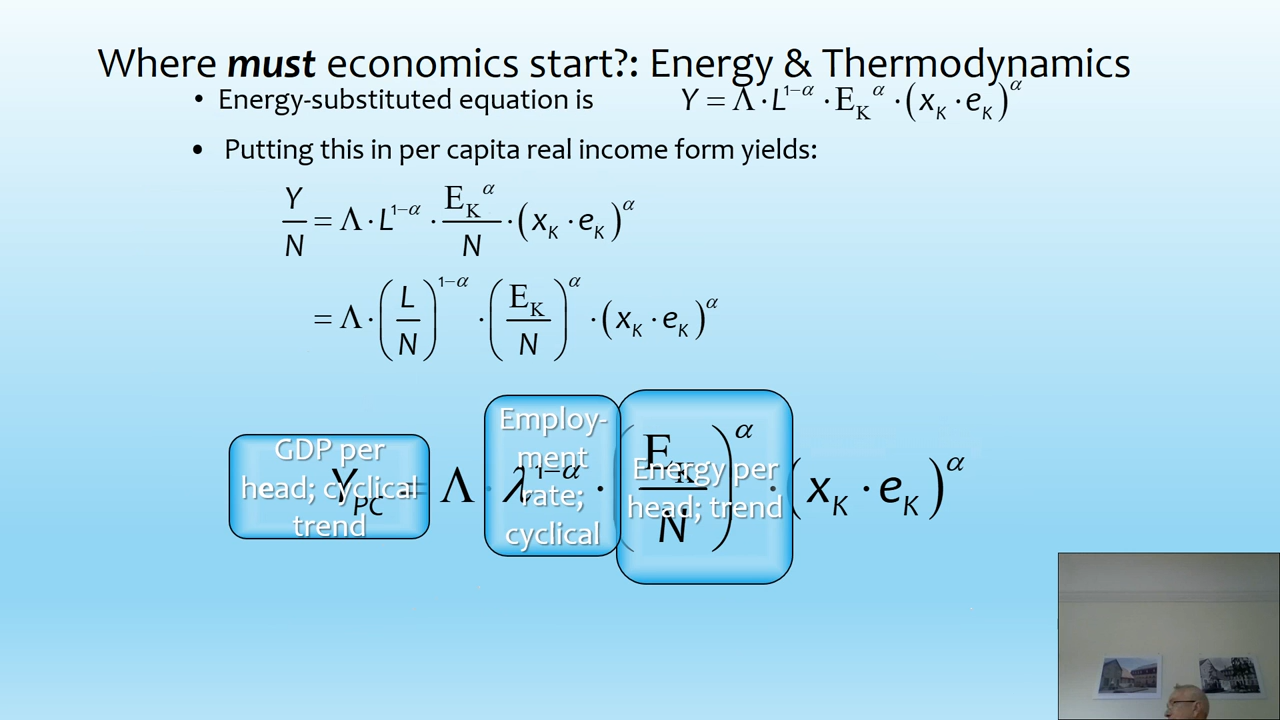 Where must economics start?: Energy & Thermodynamics
• Energy-substituted equation is Y = Λ·L^{1−α}·E_K^α·(x_K·e_K)^α
• Putting this in per capita real income form yields:
Y/N = Λ·L^{1−α}·E_K^α/N·(x_K·e_K)^α
= Λ·(L/N)^{1−α}·(E_K/N)^α·(x_K·e_K)^α
Y_PC = Λ·λ^{1−α}·(E_K/N)^α·(x_K·e_K)^α
GDP per
head; cyclical
trend
Employ-
ment
rate;
cyclical
Energy per
head; trend